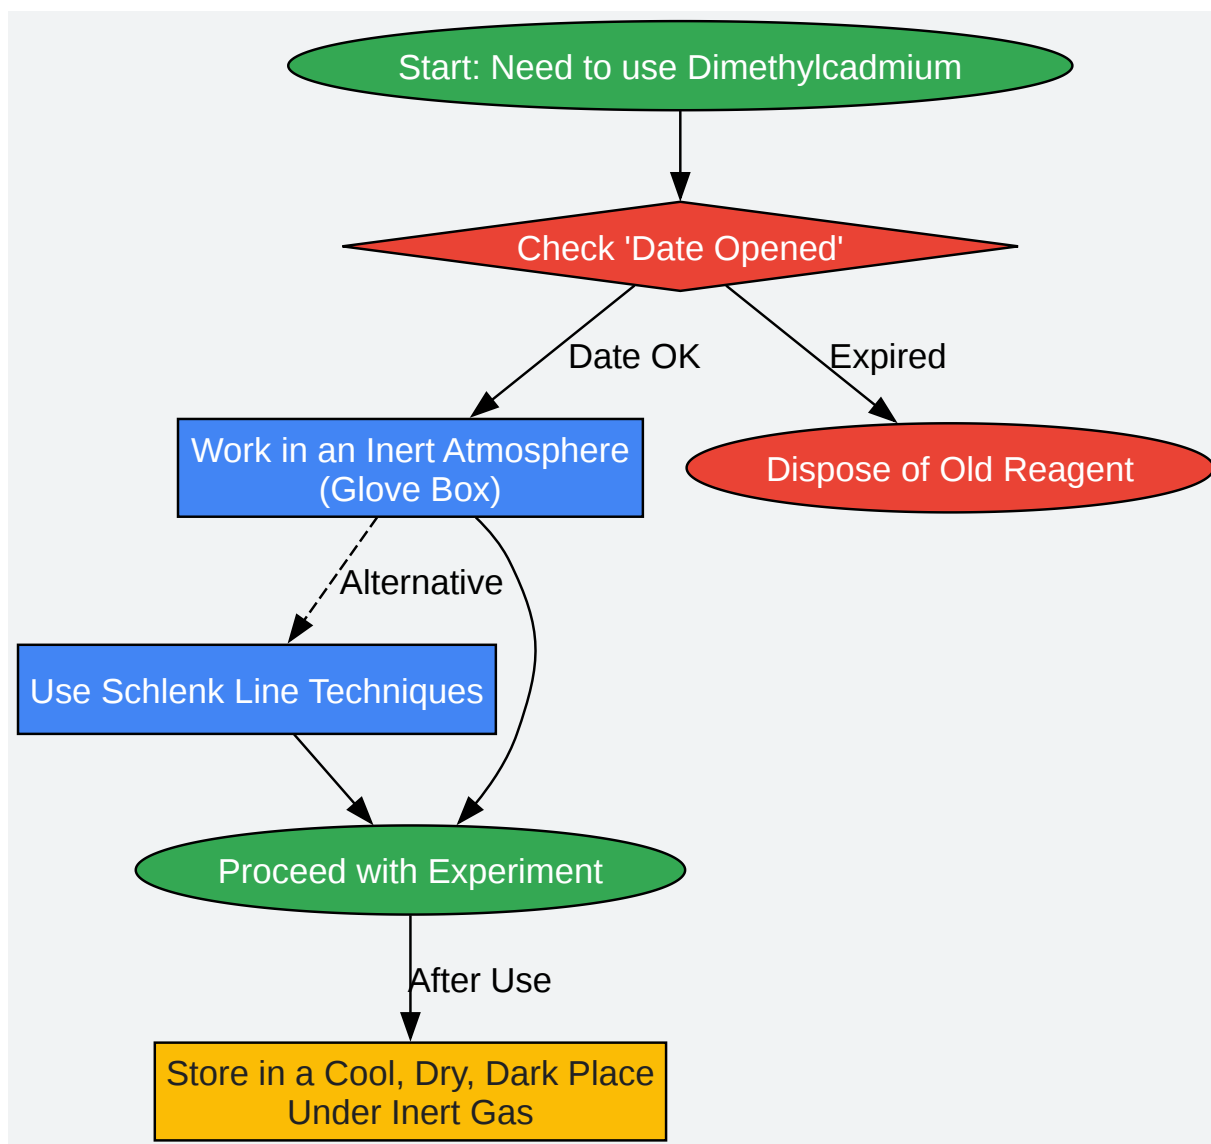 Start: Need to use Dimethylcadmium
Check 'Date Opened'
Date OK
Expired
Work in an Inert Atmosphere
(Glove Box)
Dispose of Old Reagent
Alternative
Use Schlenk Line Techniques
Proceed with Experiment
After Use
Store in a Cool, Dry, Dark Place
Under Inert Gas